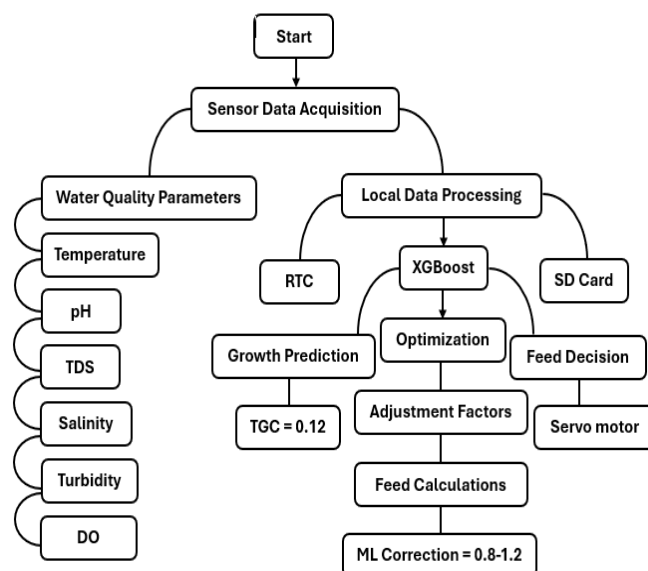 Start
Sensor Data Acquisition
Water Quality Parameters
Temperature
pH
TDS
Salinity
Turbidity
DO
Local Data Processing
RTC
XGBoost
SD Card
Growth Prediction
Optimization
Feed Decision
TGC = 0.12
Adjustment Factors
Servo motor
Feed Calculations
ML Correction = 0.8-1.2